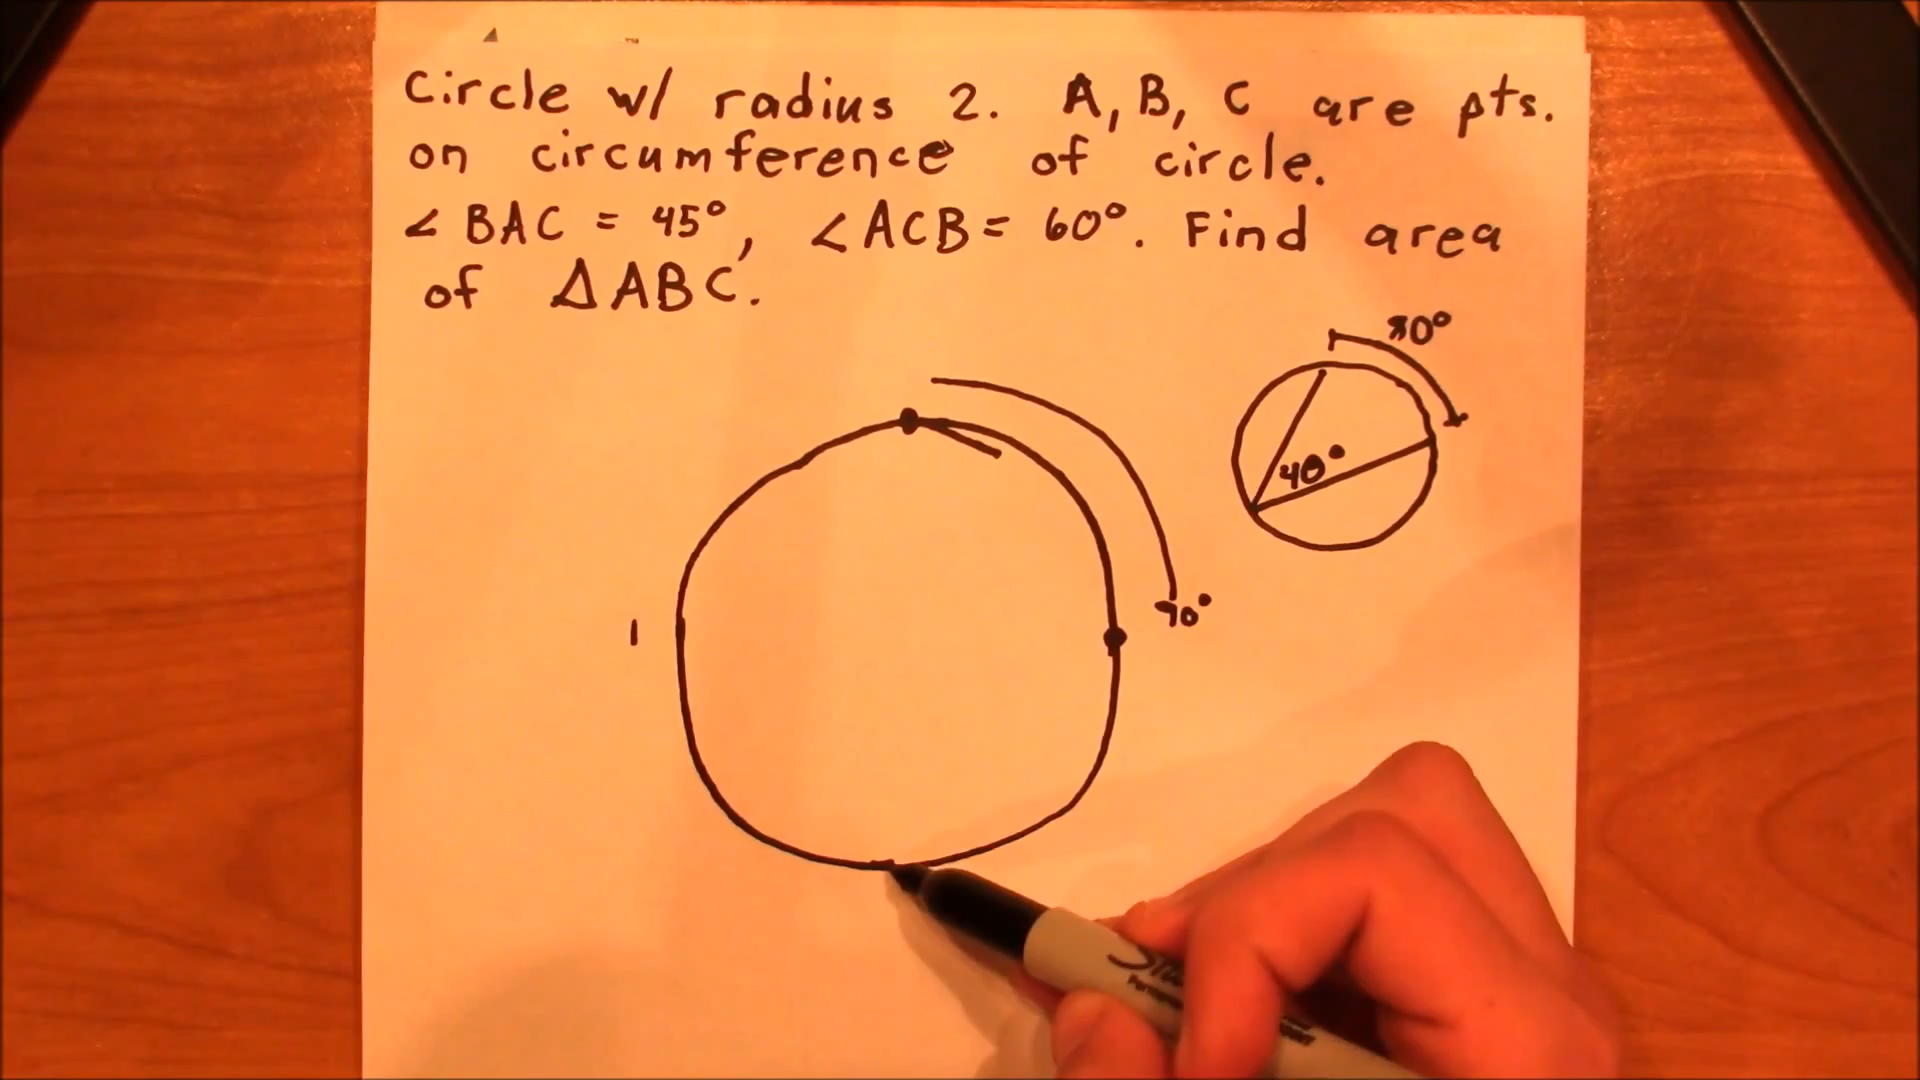 Circle w/ radius 2. A, B, C are pts.
on circumference of circle.
∠BAC = 45°, ∠ACB = 60°. Find area
of ΔABC.
80°
40°
90°